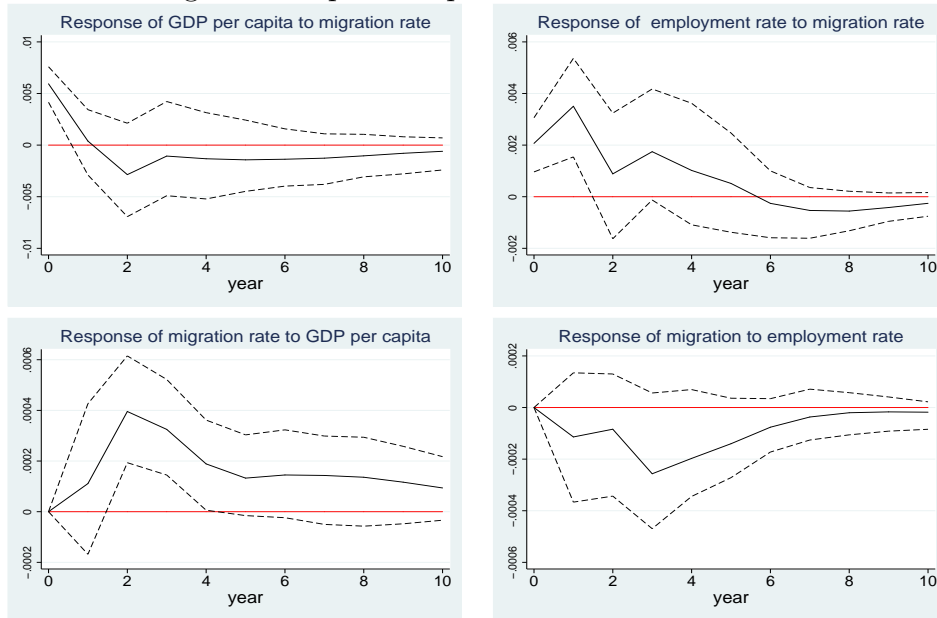 Response of GDP per capita to migration rate
.01
.005
0
-.005
-.01
0 2 4 6 8 10
year
Response of employment rate to migration rate
.006
.004
.002
0
-.002
0 2 4 6 8 10
year
Response of migration rate to GDP per capita
.0006
.0004
.0002
0
-.0002
0 2 4 6 8 10
year
Response of migration to employment rate
.0002
0
-.0002
-.0004
-.0006
0 2 4 6 8 10
year